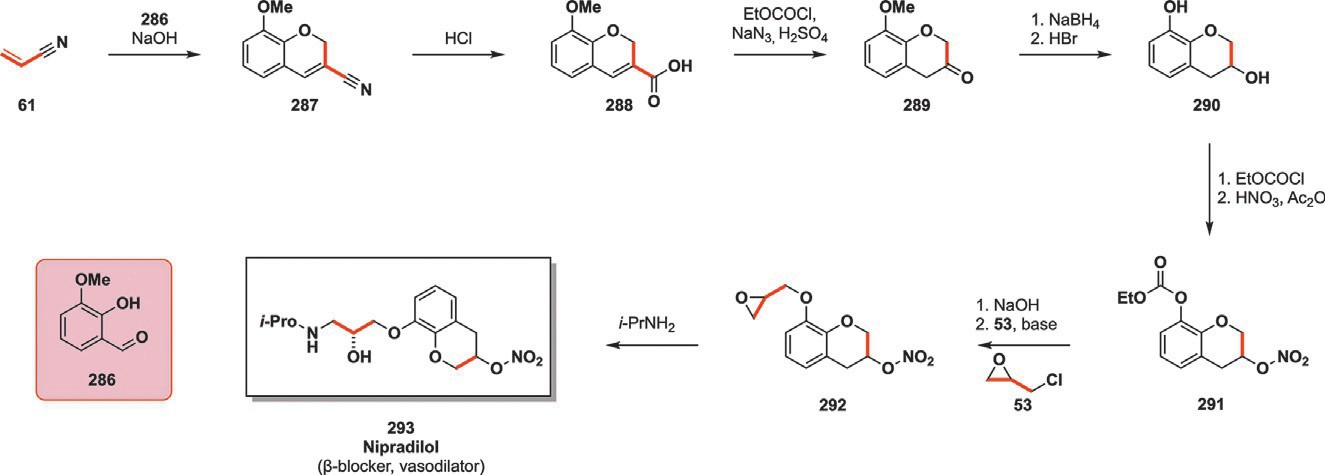 N
61
286
NaOH
OMe
O
N
287
HCl
OMe
O
OH
O
288
EtOCOCl,
NaN3, H2SO4
OMe
O
O
289
1. NaBH4
2. HBr
OH
O
OH
290
1. EtOCOCl
2. HNO3, Ac2O
O
EtO
O
O
O
NO2
291
1. NaOH
2. 53, base
O
Cl
53
O
O
O
O
NO2
292
i-PrNH2
i-Pro
N
H
OH
O
O
O
NO2
293
Nipradilol
(β-blocker, vasodilator)
OMe
OH
O
286